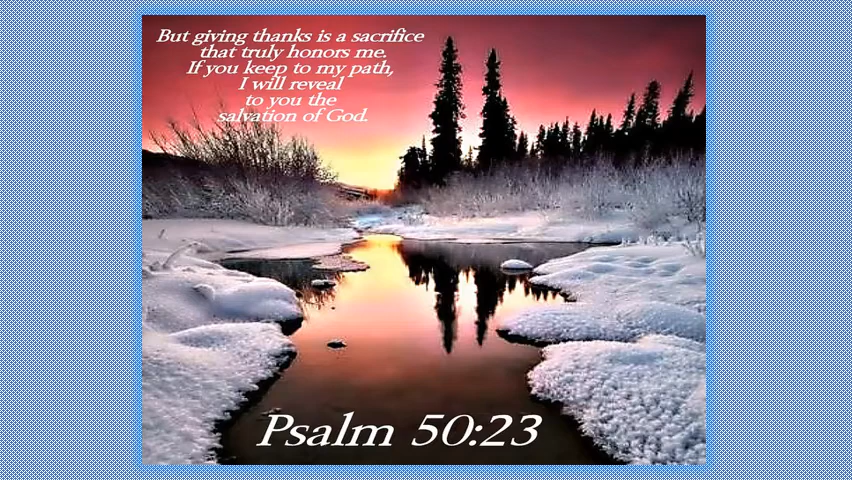 But giving thanks is a sacrifice
that truly honors me.
If you keep to my path,
I will reveal
to you the
salvation of God.
Psalm 50:23